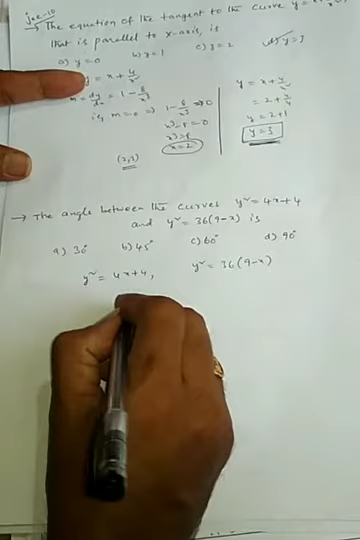 Jee-10
→ The equation of the tangent to the curve y = x +
that is parallel to x-axis, is
a) y=0 b) y=1 c) y=2 d) y=3
y = x + 4/x²
m = dy/dx = 1 - 8/x³
m = 0 ⇒ 1 - 8/x³ = 0
x³ - 8 = 0
x³ = 8
x = 2
(2,3)
y = x + 4/x²
= 2 + 4/4
y = 2+1
y = 3
→ The angle between the curves y² = 4x+4
and y² = 36(9-x) is
a) 30° b) 45° c) 60° d) 90°
y² = 4x+4, y² = 36(9-x)